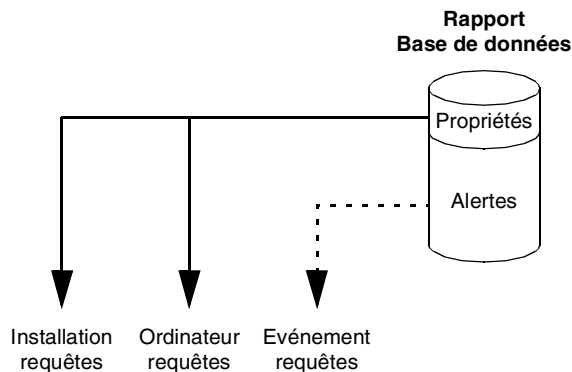 Rapport
Base de données
Propriétés
Alertes
Installation requêtes
Ordinateur requêtes
Evénement requêtes